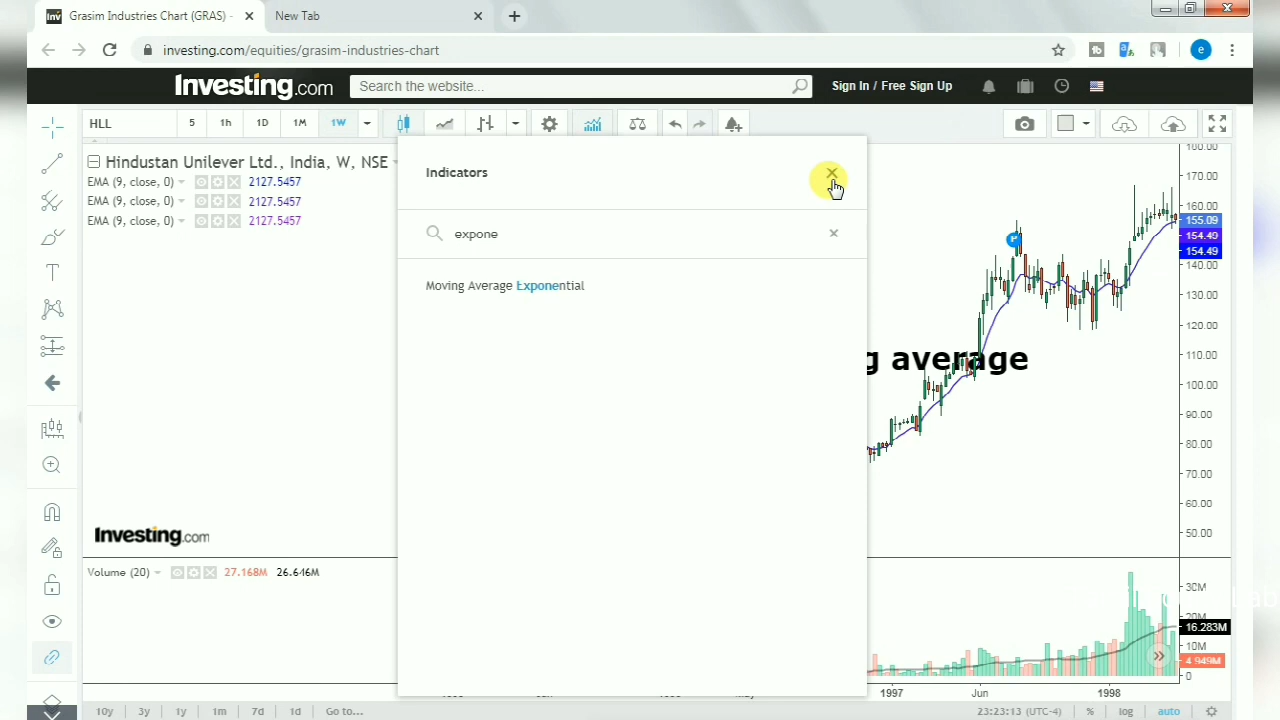 Inv Grasim Industries Chart (GRAS) -
New Tab
investing.com/equities/grasim-industries-chart
e
Investing.com
Search the website...
Sign In / Free Sign Up
HLL
5
1h
1D
1M
1W
Hindustan Unilever Ltd., India, W, NSE
EMA (9, close, 0) 2127.5457
EMA (9, close, 0) 2127.5457
EMA (9, close, 0) 2127.5457
Indicators
expone
Moving Average Exponential
g average
P
180.00
170.00
160.00
155.09
154.49
154.49
140.00
130.00
120.00
110.00
100.00
90.00
80.00
70.00
60.00
50.00
Investing.com
Volume (20) 27.168M 26.646M
30M
20M
16.283M
10M
4.949M
0
1997
Jun
1998
10y
3y
1y
1m
7d
1d
Go to...
23:23:13 (UTC-4)
%
log
auto